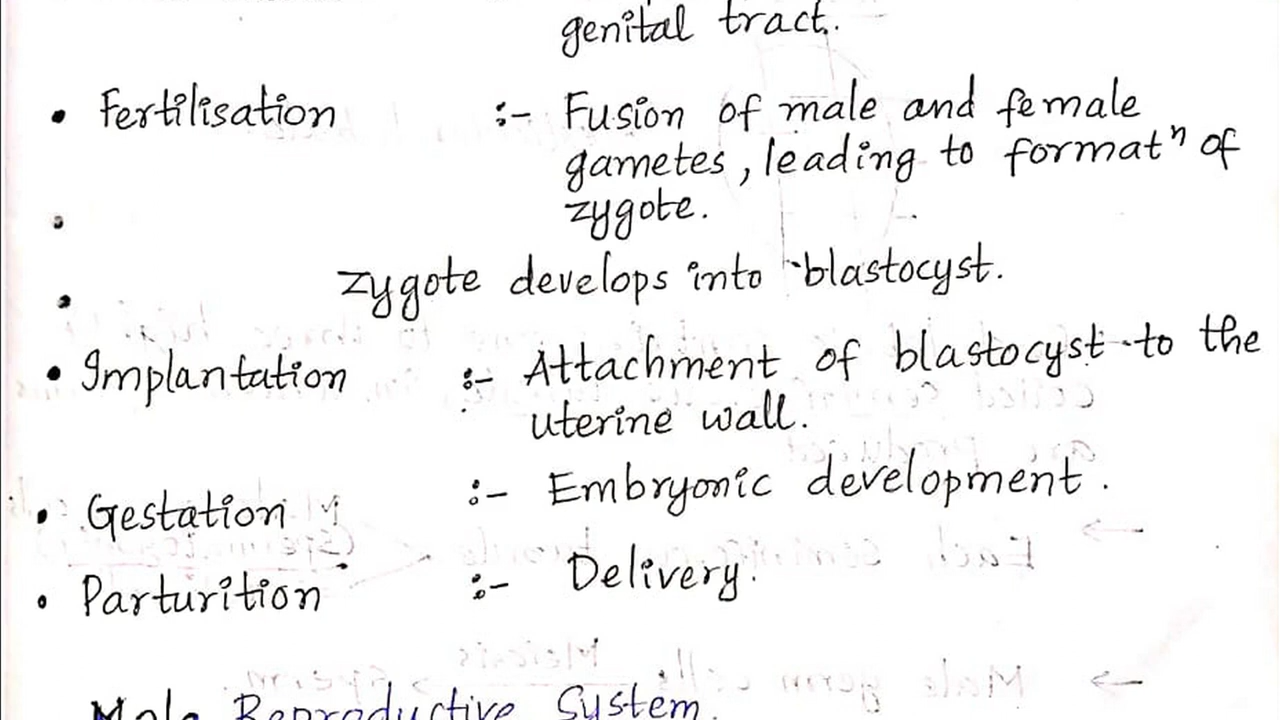 genital tract.
• Fertilisation :- Fusion of male and female
gametes, leading to formatⁿ of
zygote.
•
• zygote develops into blastocyst.
• Implantation :- Attachment of blastocyst to the
uterine wall.
• Gestation :- Embryonic development.
• Parturition :- Delivery.
Male Reproductive System.